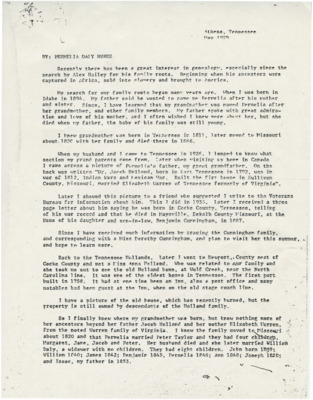 Athens, Tennessee
May 1979
BY: PERMELIA DALY HOWEE
Recently there has been a great interest in genealogy, especially since the
search by Alex Hailey for his family roots. Beginning when his ancestors were
captured in Africa, sold into slavery and brought to America.
My search for our family roots began many years ago. When I was born in
Idaho in 1896. My father said he wanted to name me Permelia after his mother
and sister. Since, I have learned that my grandmother was named Permelia after
her grandmother, and other family members. My father spoke with great admira-
tion and love of his mother, and I often wished I knew more about her, but she
died when my father, the baby of the family was still young.
I knew grandmother was born in Tennessee in 1811, later moved to Missouri
about 1820 with her family and died there in 1866.
When my husband and I came to Tennessee in 1926, I longed to know what
section my grand parents came from. Later when visiting my home in Canada
I came across a picture of Permelia's father, my great grandfather. On the
back was written "Dr. Jacob Holland, born in East Tennessee in 1792, was in
war of 1812, Indian Wars and Mexican War. Built the first house in Sullivan
County, Missouri, married Elizabeth Warren of Tennessee formerly of Virginia".
Later I showed this picture to a friend who suggested I write to the Veterans
Bureau for information about him. This I did in 1951, later I received a three
page letter about him saying he was born in Cocke County, Tennessee, telling
of his war record and that he died in Maysville, Dekalb County Missouri, at the
Home of his daughter and son-in-law, Benjamin Cunningham, in 1887.
Since I have received much information by tracing the Cunningham family,
and corresponding with a Miss Dorothy Cunningham, and plan to visit her this summer,
and hope to learn more.
Back to the Tennessee Hollands. Later I went to Newport, County seat of
Cocke County and met a Miss Anna Holland. Who was related to our family and
she took me out to see the old Holland home, at Wolf Creek, near the North
Carolina line. It was one of the oldest houses in Tennessee. The first part
built in 1758. It had at one time been an Inn, also a post office and many
notables had been guest at the Inn, when on the old stage coach line.
I have a picture of the old house, which has recently burned, but the
property is still owned by descendants of the Holland family.
So I finally knew where my grandmother was born, but knew nothing more of
her ancestors beyond her father Jacob Holland and her mother Elizabeth Warren,
from the noted Warren family of Virginia. I knew the family moved to Missouri
about 1820 and that Permelia married Peter Taylor and they had four children,
Margaret, Jane, Jacob and Peter. Her husband died and she later married William
Daly, a widower with no children. They had eight children. John born
William 1840; James 1842; Benjamin 1845, Permelia 1846; Ann 1848; Joseph 1820;
and Isaac, my father in 1853.